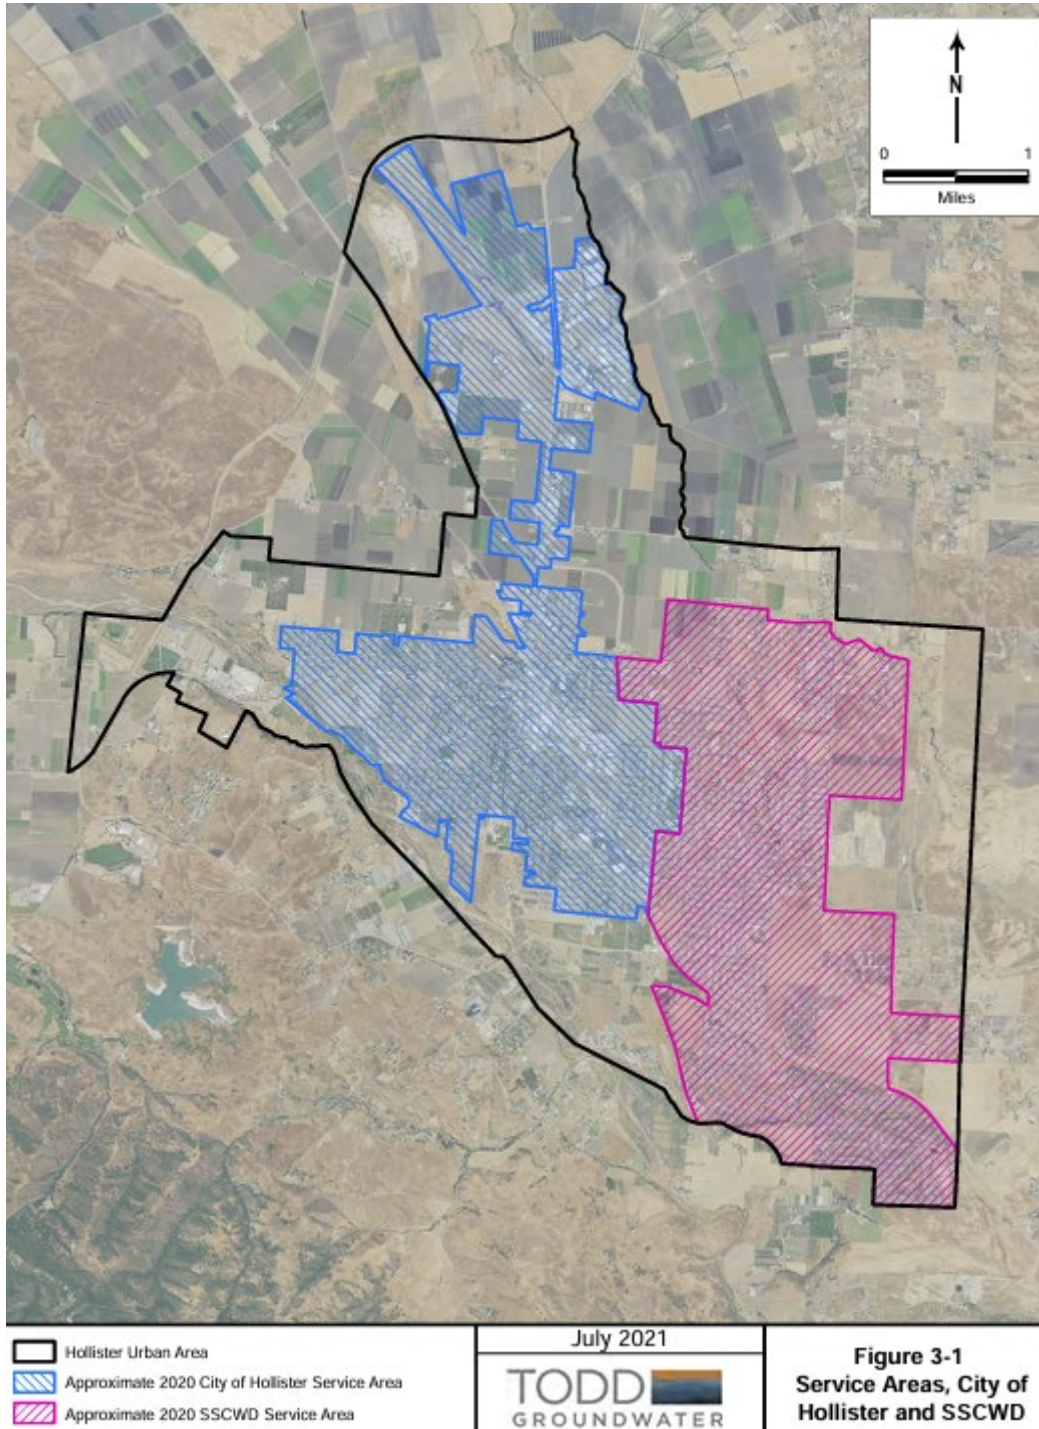 N
0 1
Miles
Hollister Urban Area
Approximate 2020 City of Hollister Service Area
Approximate 2020 SSCWD Service Area
July 2021
TODD
GROUNDWATER
Figure 3-1
Service Areas, City of
Hollister and SSCWD